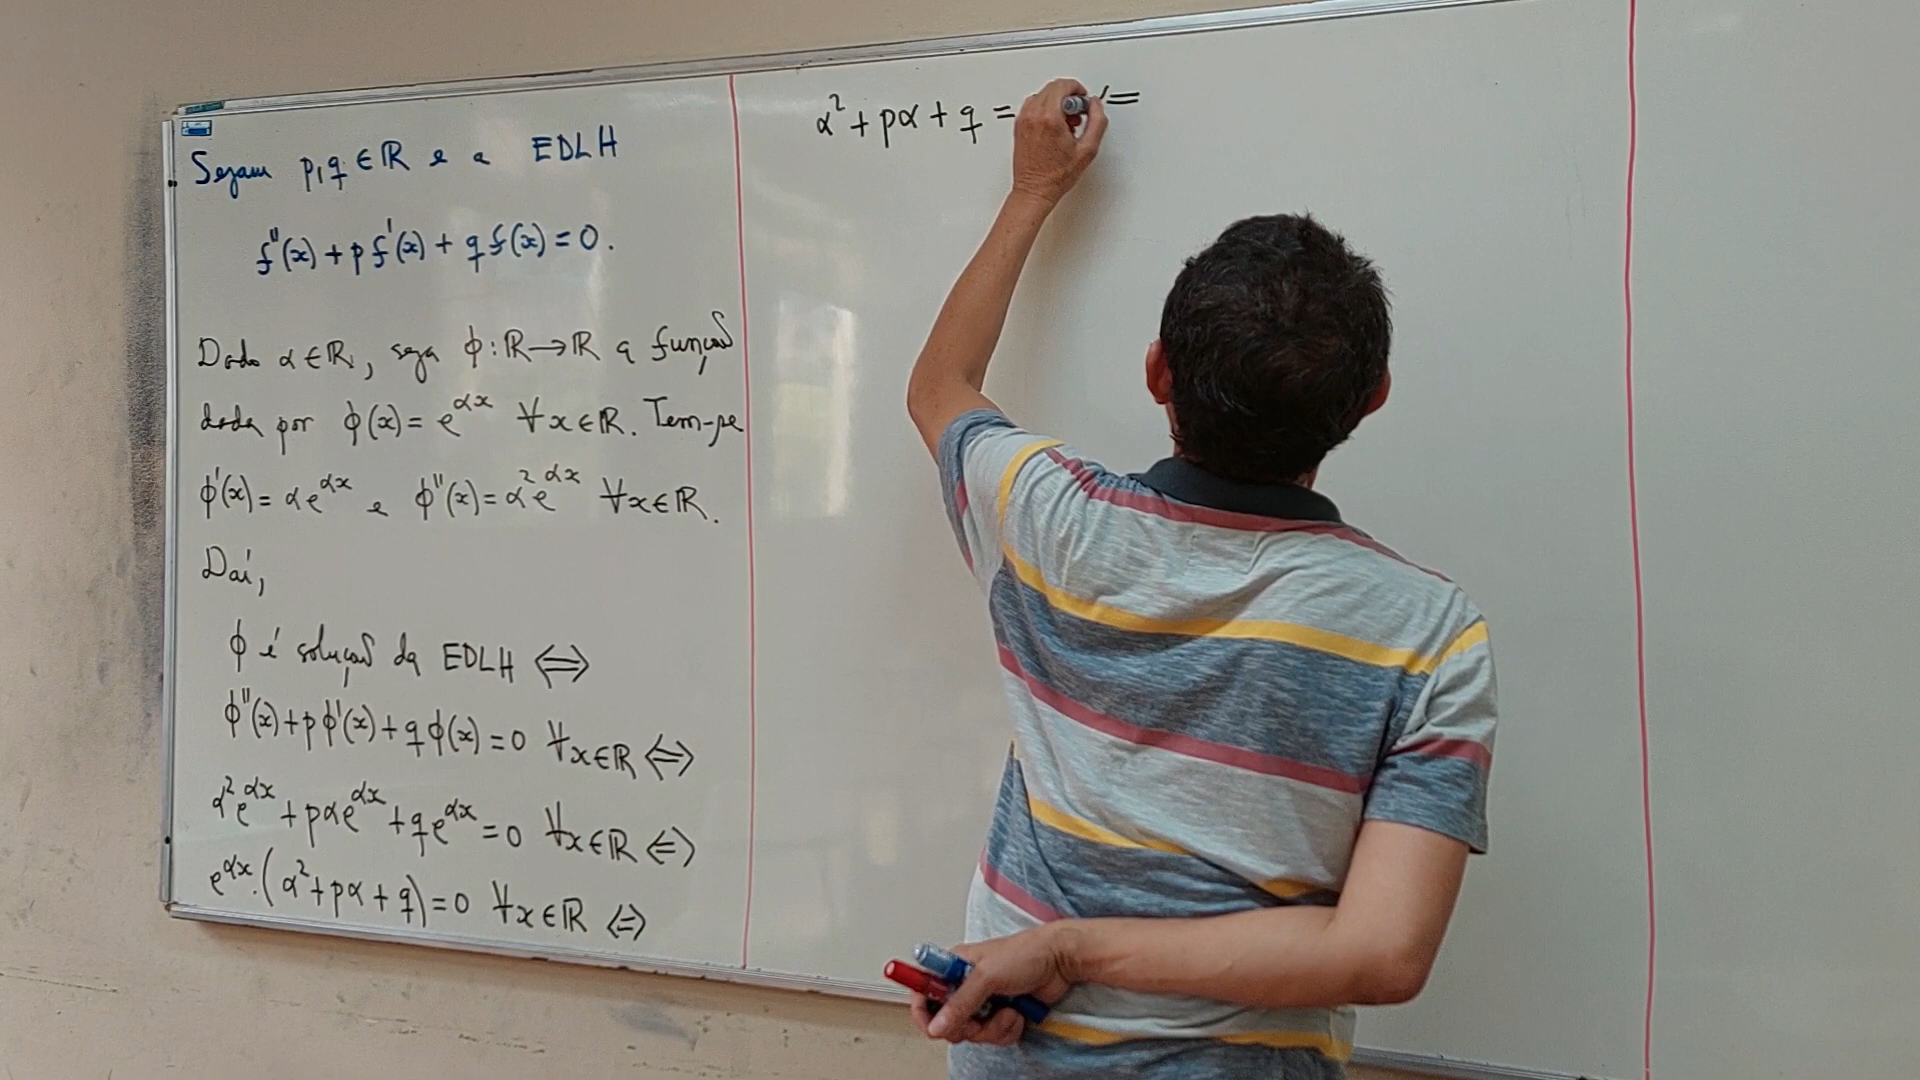 Sejam p,q ∈ ℝ e a EDLH
f''(x) + p f'(x) + q f(x) = 0.
Dado α ∈ ℝ, seja ϕ: ℝ → ℝ a função
dada por ϕ(x) = e^{αx} ∀x ∈ ℝ. Tem-se
ϕ'(x) = α e^{αx} e ϕ''(x) = α² e^{αx} ∀x ∈ ℝ.
Daí,
ϕ é solução da EDLH ⟺
ϕ''(x) + p ϕ'(x) + q ϕ(x) = 0 ∀x ∈ ℝ ⟺
α² e^{αx} + pα e^{αx} + q e^{αx} = 0 ∀x ∈ ℝ ⟺
e^{αx}. (α² + pα + q) = 0 ∀x ∈ ℝ ⟺
α² + pα + q =